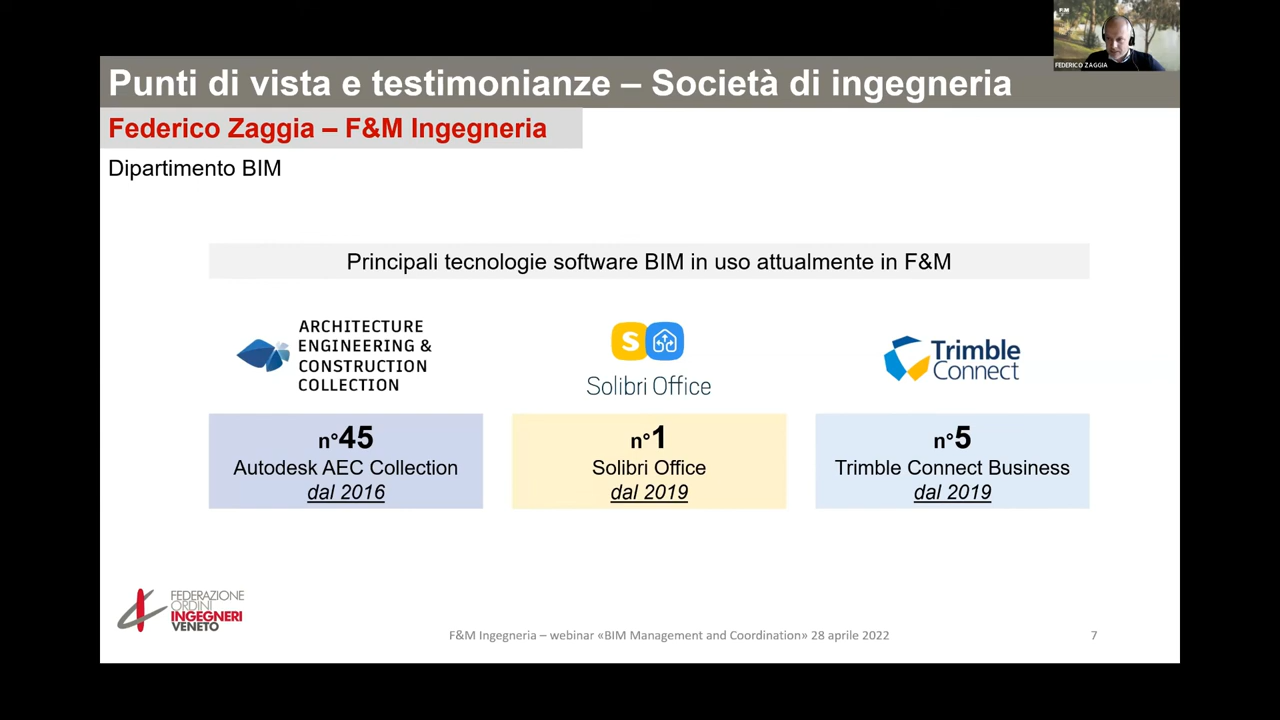 F&M
FEDERICO ZAGGIA
Punti di vista e testimonianze – Società di ingegneria
Federico Zaggia – F&M Ingegneria
Dipartimento BIM
Principali tecnologie software BIM in uso attualmente in F&M
ARCHITECTURE
ENGINEERING &
CONSTRUCTION
COLLECTION
S
Solibri Office
Trimble
Connect
n°45
Autodesk AEC Collection
dal 2016
n°1
Solibri Office
dal 2019
n°5
Trimble Connect Business
dal 2019
FEDERAZIONE
ORDINI
INGEGNERI
VENETO
F&M Ingegneria – webinar «BIM Management and Coordination» 28 aprile 2022
7